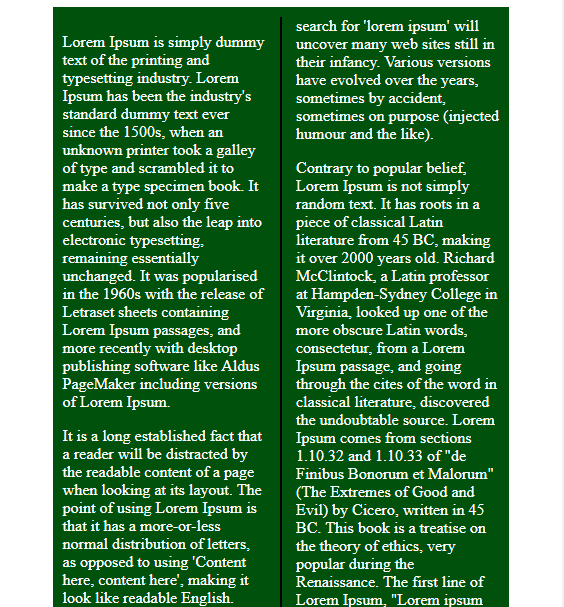 Lorem Ipsum is simply dummy
text of the printing and
typesetting industry. Lorem
Ipsum has been the industry's
standard dummy text ever
since the 1500s, when an
unknown printer took a galley
of type and scrambled it to
make a type specimen book. It
has survived not only five
centuries, but also the leap into
electronic typesetting,
remaining essentially
unchanged. It was popularised
in the 1960s with the release of
Letraset sheets containing
Lorem Ipsum passages, and
more recently with desktop
publishing software like Aldus
PageMaker including versions
of Lorem Ipsum.
It is a long established fact that
a reader will be distracted by
the readable content of a page
when looking at its layout. The
point of using Lorem Ipsum is
that it has a more-or-less
normal distribution of letters,
as opposed to using 'Content
here, content here', making it
look like readable English.
search for 'lorem ipsum' will
uncover many web sites still in
their infancy. Various versions
have evolved over the years,
sometimes by accident,
sometimes on purpose (injected
humour and the like).
Contrary to popular belief,
Lorem Ipsum is not simply
random text. It has roots in a
piece of classical Latin
literature from 45 BC, making
it over 2000 years old. Richard
McClintock, a Latin professor
at Hampden-Sydney College in
Virginia, looked up one of the
more obscure Latin words,
consectetur, from a Lorem
Ipsum passage, and going
through the cites of the word in
classical literature, discovered
the undoubtable source. Lorem
Ipsum comes from sections
1.10.32 and 1.10.33 of "de
Finibus Bonorum et Malorum"
(The Extremes of Good and
Evil) by Cicero, written in 45
BC. This book is a treatise on
the theory of ethics, very
popular during the
Renaissance. The first line of
Lorem Ipsum, "Lorem ipsum